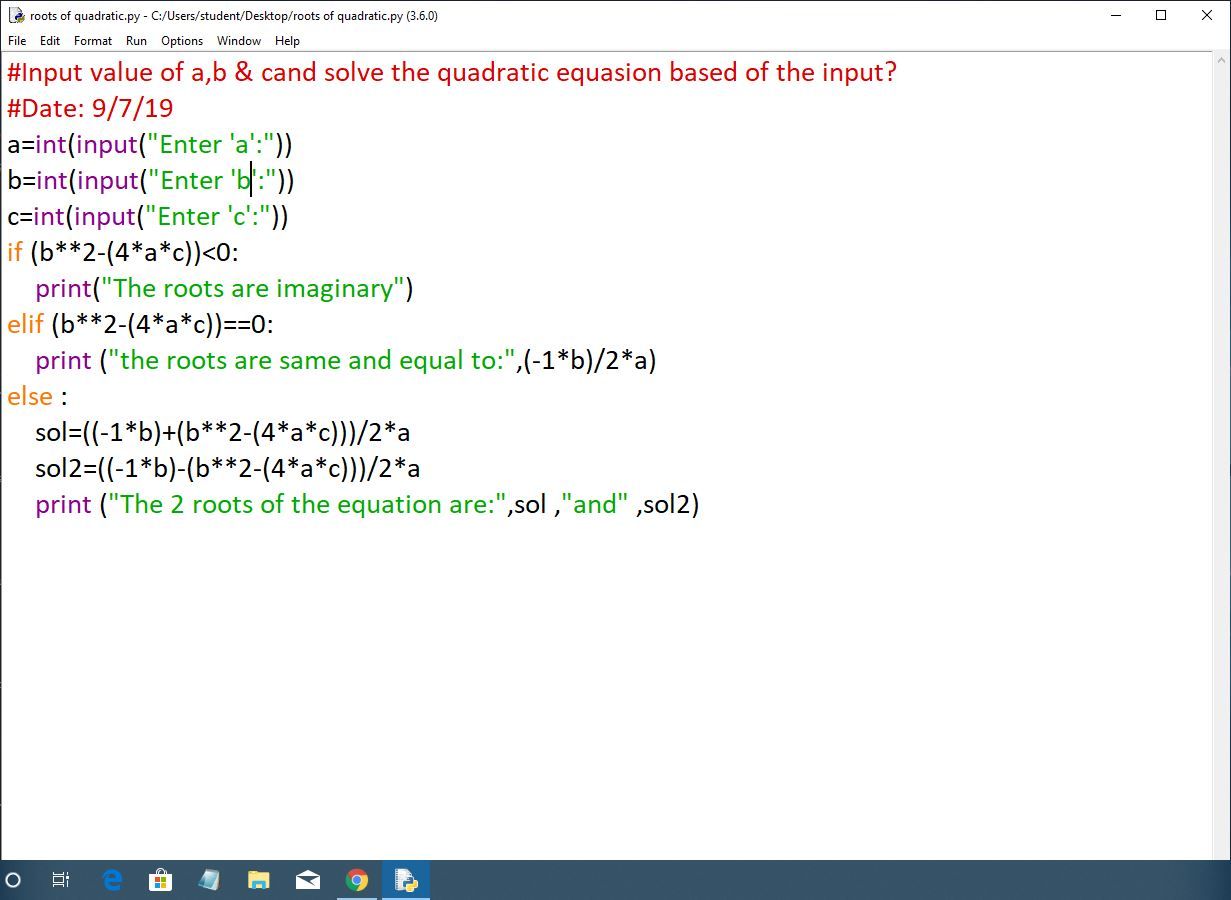 roots of quadratic.py - C:/Users/student/Desktop/roots of quadratic.py (3.6.0)
File Edit Format Run Options Window Help
#Input value of a,b & cand solve the quadratic equasion based of the input?
#Date: 9/7/19
a=int(input("Enter 'a':"))
b=int(input("Enter 'b':"))
c=int(input("Enter 'c':"))
if (b**2-(4*a*c))<0:
    print("The roots are imaginary")
elif (b**2-(4*a*c))==0:
    print ("the roots are same and equal to:",(-1*b)/2*a)
else :
    sol=((-1*b)+(b**2-(4*a*c)))/2*a
    sol2=((-1*b)-(b**2-(4*a*c)))/2*a
    print ("The 2 roots of the equation are:",sol ,"and" ,sol2)